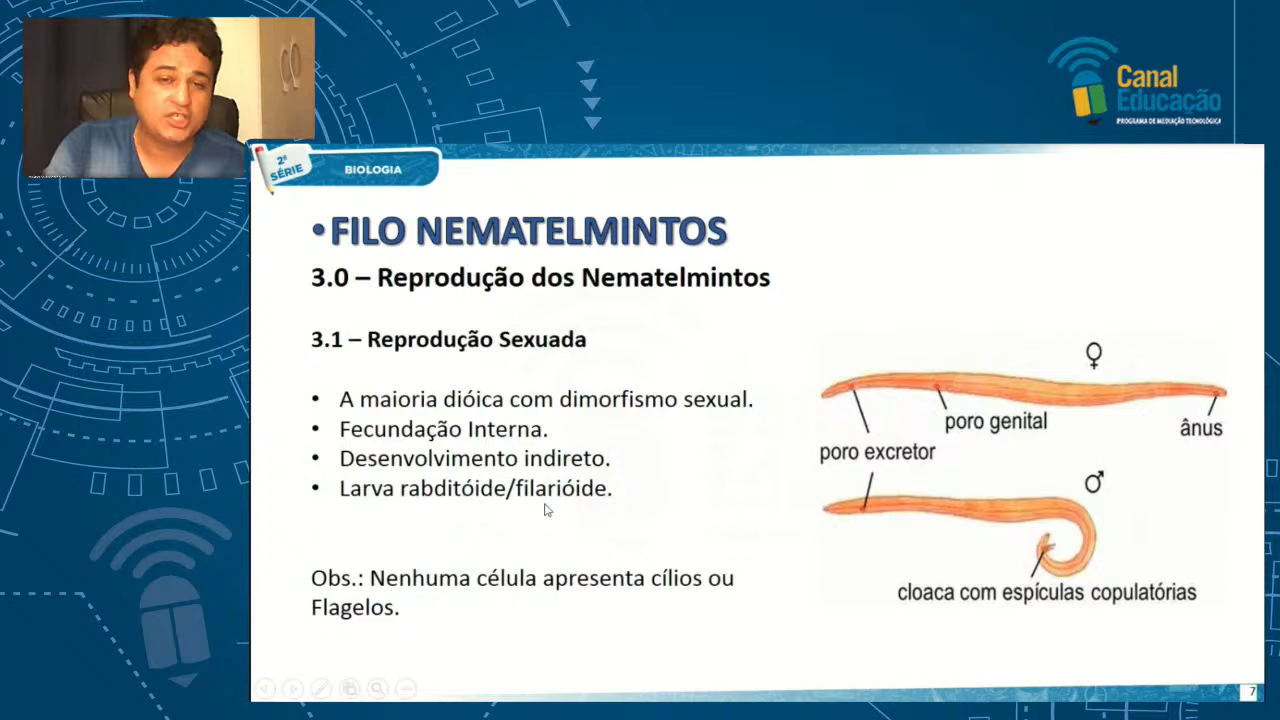 Canal
Educação
PROGRAMA DE MEDIAÇÃO TECNOLÓGICA
2ª
SÉRIE
BIOLOGIA
•FILO NEMATELMINTOS
3.0 – Reprodução dos Nematelmintos
3.1 – Reprodução Sexuada
• A maioria dióica com dimorfismo sexual.
• Fecundação Interna.
• Desenvolvimento indireto.
• Larva rabditóide/filarióide.
Obs.: Nenhuma célula apresenta cílios ou
Flagelos.
♀
poro genital
ânus
poro excretor
♂
cloaca com espículas copulatórias
7